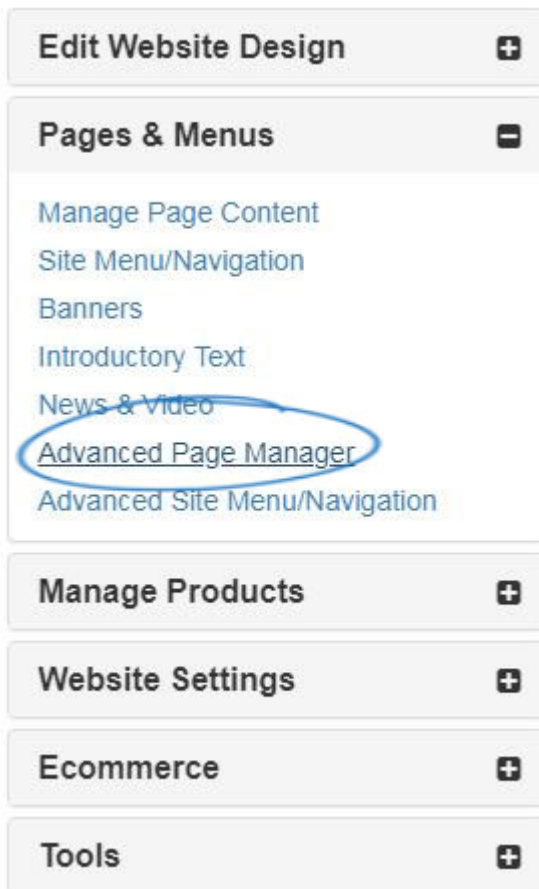 Edit Website Design
Pages & Menus
Manage Page Content
Site Menu/Navigation
Banners
Introductory Text
News & Video
Advanced Page Manager
Advanced Site Menu/Navigation
Manage Products
Website Settings
Ecommerce
Tools